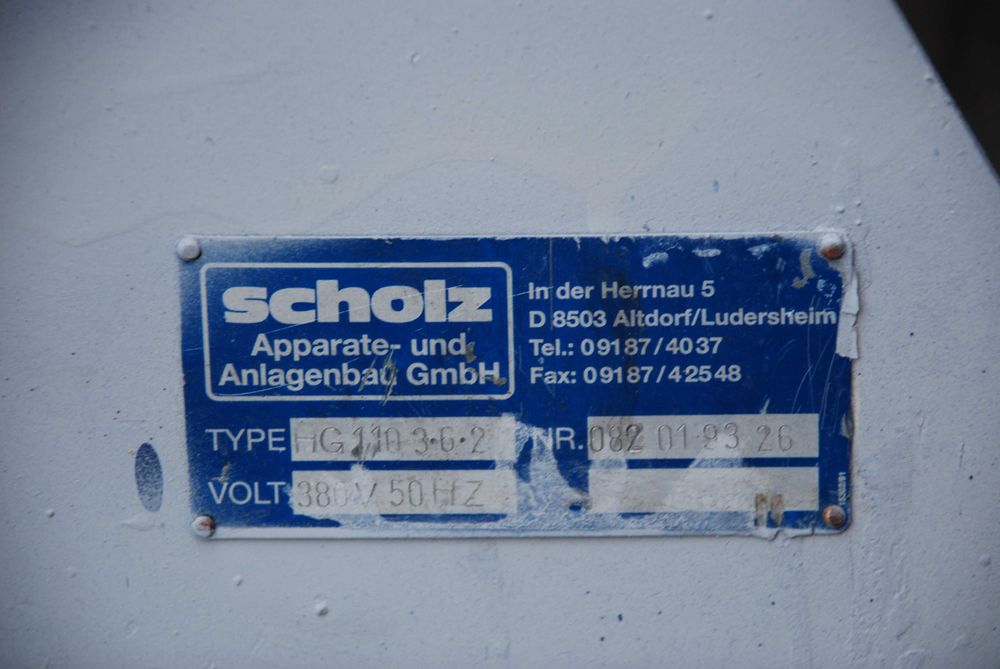 scholz
Apparate- und
Anlagenbau GmbH
In der Herrnau 5
D 8503 Altdorf/Ludersheim
Tel.: 09187/4037
Fax: 09187/42548
TYPE HG 110 3·6·2
NR. 082 01 93 26
VOLT 380 V 50 HZ